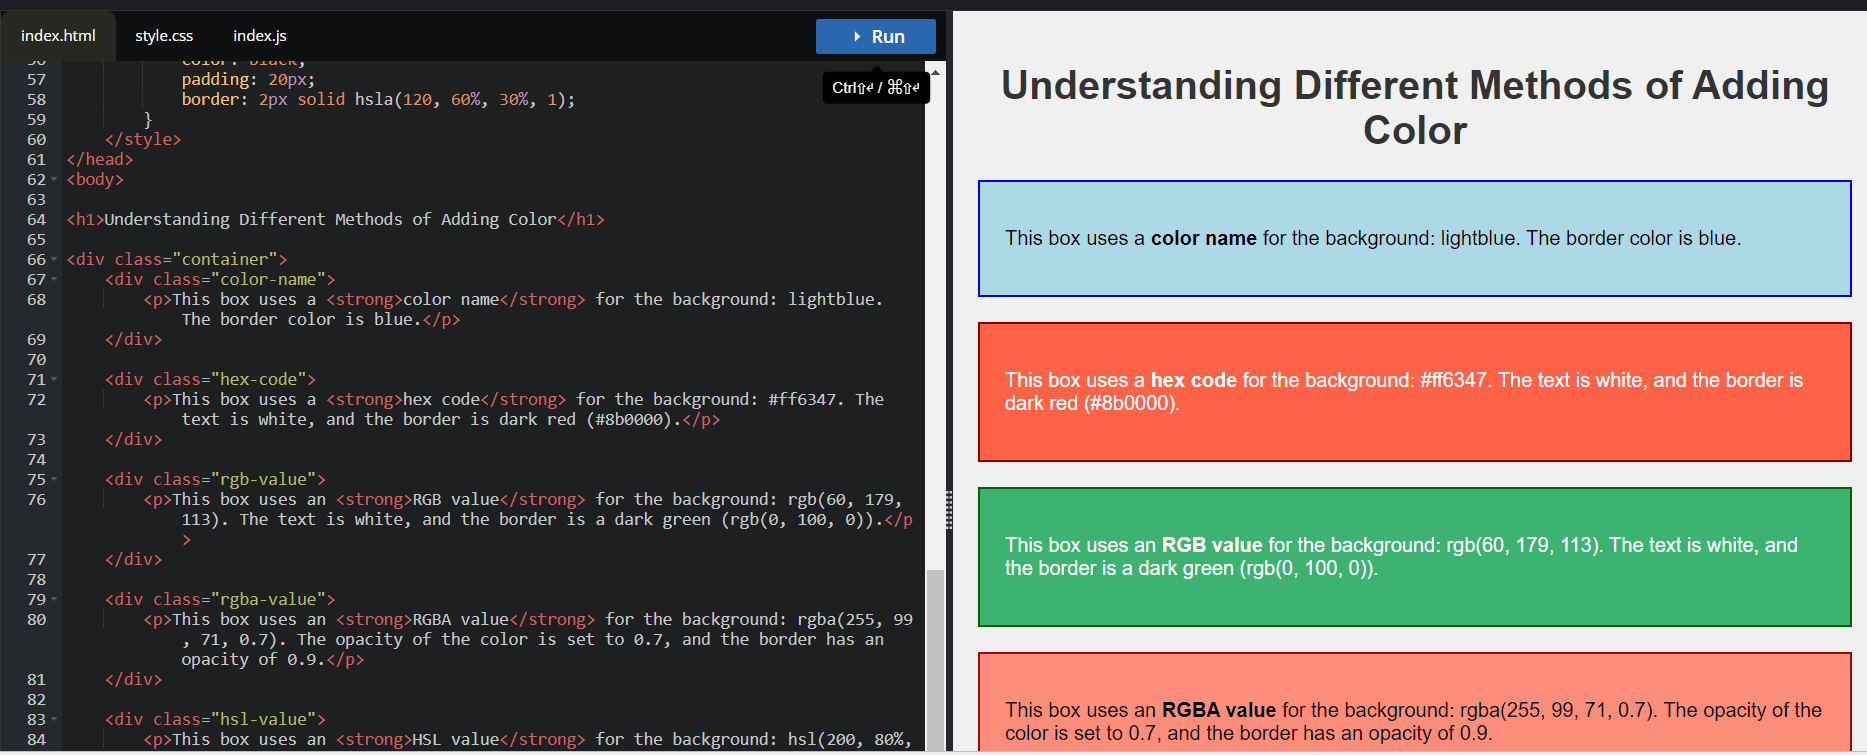 index.html
style.css
index.js
Run
Ctrl⇧⏎ / ⌘⇧⏎
56 color: black;
57 padding: 20px;
58 border: 2px solid hsla(120, 60%, 30%, 1);
59 }
60 </style>
61 </head>
62 <body>
63
64 <h1>Understanding Different Methods of Adding Color</h1>
65
66 <div class="container">
67 <div class="color-name">
68 <p>This box uses a <strong>color name</strong> for the background: lightblue.
The border color is blue.</p>
69 </div>
70
71 <div class="hex-code">
72 <p>This box uses a <strong>hex code</strong> for the background: #ff6347. The
text is white, and the border is dark red (#8b0000).</p>
73 </div>
74
75 <div class="rgb-value">
76 <p>This box uses an <strong>RGB value</strong> for the background: rgb(60, 179,
113). The text is white, and the border is a dark green (rgb(0, 100, 0)).</p
>
77 </div>
78
79 <div class="rgba-value">
80 <p>This box uses an <strong>RGBA value</strong> for the background: rgba(255, 99
, 71, 0.7). The opacity of the color is set to 0.7, and the border has an
opacity of 0.9.</p>
81 </div>
82
83 <div class="hsl-value">
84 <p>This box uses an <strong>HSL value</strong> for the background: hsl(200, 80%,
Understanding Different Methods of Adding
Color
This box uses a color name for the background: lightblue. The border color is blue.
This box uses a hex code for the background: #ff6347. The text is white, and the border is
dark red (#8b0000).
This box uses an RGB value for the background: rgb(60, 179, 113). The text is white, and
the border is a dark green (rgb(0, 100, 0)).
This box uses an RGBA value for the background: rgba(255, 99, 71, 0.7). The opacity of the
color is set to 0.7, and the border has an opacity of 0.9.